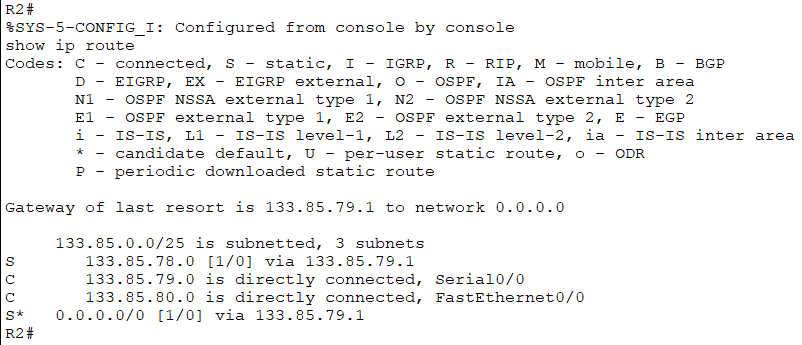 R2#
%SYS-5-CONFIG_I: Configured from console by console
show ip route
Codes: C - connected, S - static, I - IGRP, R - RIP, M - mobile, B - BGP
       D - EIGRP, EX - EIGRP external, O - OSPF, IA - OSPF inter area
       N1 - OSPF NSSA external type 1, N2 - OSPF NSSA external type 2
       E1 - OSPF external type 1, E2 - OSPF external type 2, E - EGP
       i - IS-IS, L1 - IS-IS level-1, L2 - IS-IS level-2, ia - IS-IS inter area
       * - candidate default, U - per-user static route, o - ODR
       P - periodic downloaded static route

Gateway of last resort is 133.85.79.1 to network 0.0.0.0

     133.85.0.0/25 is subnetted, 3 subnets
S       133.85.78.0 [1/0] via 133.85.79.1
C       133.85.79.0 is directly connected, Serial0/0
C       133.85.80.0 is directly connected, FastEthernet0/0
S*   0.0.0.0/0 [1/0] via 133.85.79.1
R2#